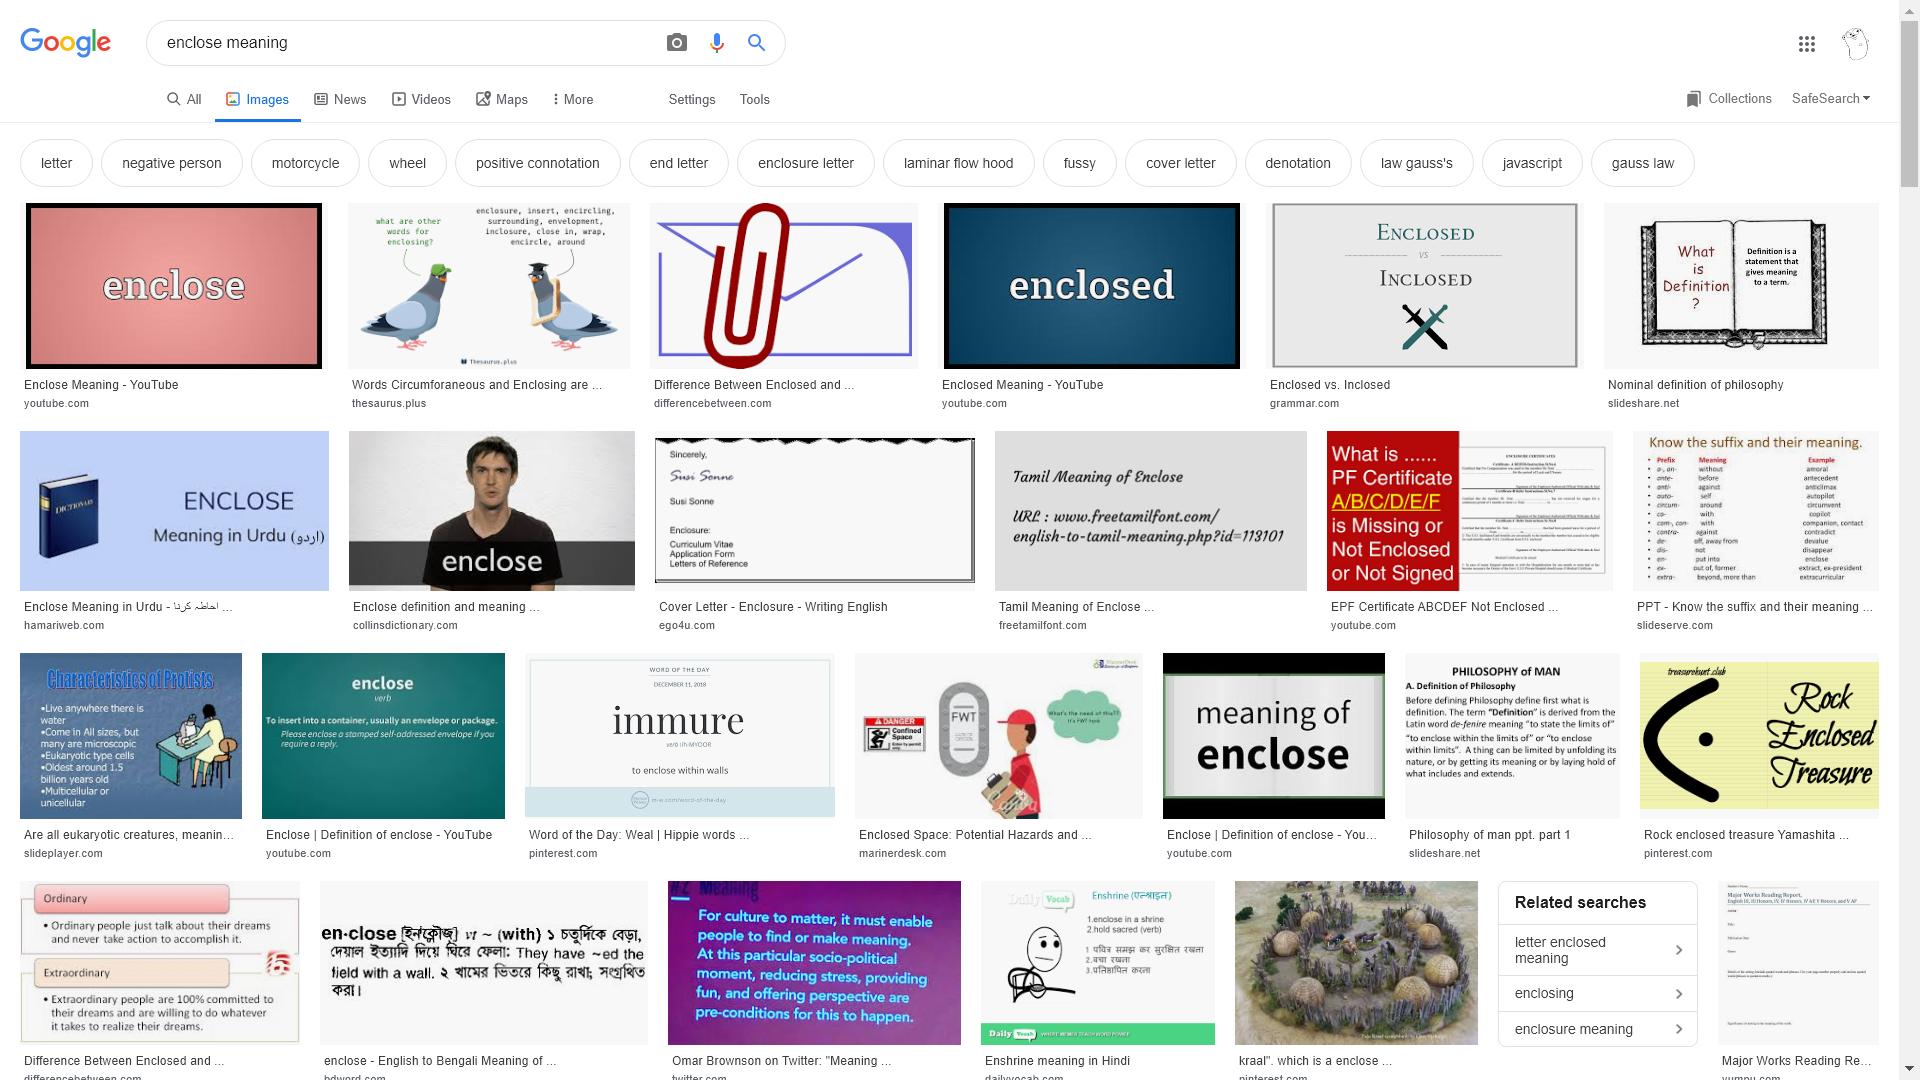 Google
enclose meaning
All
Images
News
Videos
Maps
More
Settings
Tools
Collections
SafeSearch
letter
negative person
motorcycle
wheel
positive connotation
end letter
enclosure letter
laminar flow hood
fussy
cover letter
denotation
law gauss's
javascript
gauss law
enclose
Enclose Meaning - YouTube
youtube.com
what are other
words for
enclosing?
enclosure, insert, encircling,
surrounding, envelopment,
inclosure, close in, wrap,
encircle, around
Thesaurus.plus
Words Circumforaneous and Enclosing are ...
thesaurus.plus
Difference Between Enclosed and ...
differencebetween.com
enclosed
Enclosed Meaning - YouTube
youtube.com
ENCLOSED
VS
INCLOSED
Enclosed vs. Inclosed
grammar.com
What
is
Definition
?
Definition is a
statement that
gives meaning
to a term.
Nominal definition of philosophy
slideshare.net
DICTIONARY
ENCLOSE
Meaning in Urdu (اردو)
Enclose Meaning in Urdu - احاطہ کرنا ...
hamariweb.com
enclose
Enclose definition and meaning ...
collinsdictionary.com
Sincerely,
Susi Sonne
Susi Sonne
Enclosure:
Curriculum Vitae
Application Form
Letters of Reference
Cover Letter - Enclosure - Writing English
ego4u.com
Tamil Meaning of Enclose
URL : www.freetamilfont.com/
english-to-tamil-meaning.php?id=113101
Tamil Meaning of Enclose ...
freetamilfont.com
What is ......
PF Certificate
A/B/C/D/E/F
is Missing or
Not Enclosed
or Not Signed
ENCLOSURE CERTIFICATES
EPF Certificate ABCDEF Not Enclosed ...
youtube.com
Know the suffix and their meaning.
Prefix Meaning Example
a-, an- without amoral
ante- before antecedent
anti- against anticlimax
auto- self autopilot
circum- around circumvent
co- with copilot
com-, con- with companion, contact
contra- against contradict
de- off, away from devalue
dis- not disappear
en- put into enclose
ex- out of, former extract, ex-president
extra- beyond, more than extracurricular
PPT - Know the suffix and their meaning ...
slideserve.com
Characteristics of Protists
•Live anywhere there is
water
•Come in All sizes, but
many are microscopic
•Eukaryotic type cells
•Oldest around 1.5
billion years old
•Multicellular or
unicellular
Are all eukaryotic creatures, meanin...
slideplayer.com
enclose
verb
To insert into a container, usually an envelope or package.
Please enclose a stamped self-addressed envelope if you
require a reply.
Enclose | Definition of enclose - YouTube
youtube.com
WORD OF THE DAY
DECEMBER 11, 2018
immure
verb | ih-MYOOR
to enclose within walls
m-w.com/word-of-the-day
Word of the Day: Weal | Hippie words ...
pinterest.com
DANGER
Confined
Space
FWT
What's the need of this?
It's FWT tank
Enclosed Space: Potential Hazards and ...
marinerdesk.com
meaning of
enclose
Enclose | Definition of enclose - You...
youtube.com
PHILOSOPHY of MAN
A. Definition of Philosophy
Before defining Philosophy define first what is
definition. The term “Definition” is derived from the
Latin word de-fenire meaning “to state the limits of”
“to enclose within the limits of” or “to enclose
within limits”. A thing can be limited by unfolding its
nature, or by getting its meaning or by laying hold of
what includes and extends.
Philosophy of man ppt. part 1
slideshare.net
treasurehunt.club
Rock
Enclosed
Treasure
Rock enclosed treasure Yamashita ...
pinterest.com
Ordinary
• Ordinary people just talk about their dreams
and never take action to accomplish it.
Extraordinary
• Extraordinary people are 100% committed to
their dreams and are willing to do whatever
it takes to realize their dreams.
Difference Between Enclosed and ...
differencebetween.com
en·close [ইন্‌ক্লৌজ়্] vt ~ (with) ১ চতুর্দিকে বেড়া,
দেয়াল ইত্যাদি দিয়ে ঘিরে ফেলা: They have ~ed the
field with a wall. ২ খামের ভিতরে কিছু রাখা; সংগ্রথিত
করা।
enclose - English to Bengali Meaning of ...
bdword.com
Meaning
For culture to matter, it must enable
people to find or make meaning.
At this particular socio-political
moment, reducing stress, providing
fun, and offering perspective are
pre-conditions for this to happen.
Omar Brownson on Twitter: "Meaning ...
twitter.com
Daily Vocab
Enshrine (एन्श्राइन)
1.enclose in a shrine
2.hold sacred (verb)
१ पवित्र समझ कर सुरक्षित रखना
२.बचा रखना
३.प्रतिष्ठापित करना
Daily Vocab WHERE MEMES TEACH WORD POWER
Enshrine meaning in Hindi
dailyvocab.com
kraal". which is a enclose ...
pinterest.com
Related searches
letter enclosed
meaning
enclosing
enclosure meaning
Major Works Reading Report,
Major Works Reading Re...
yumpu.com